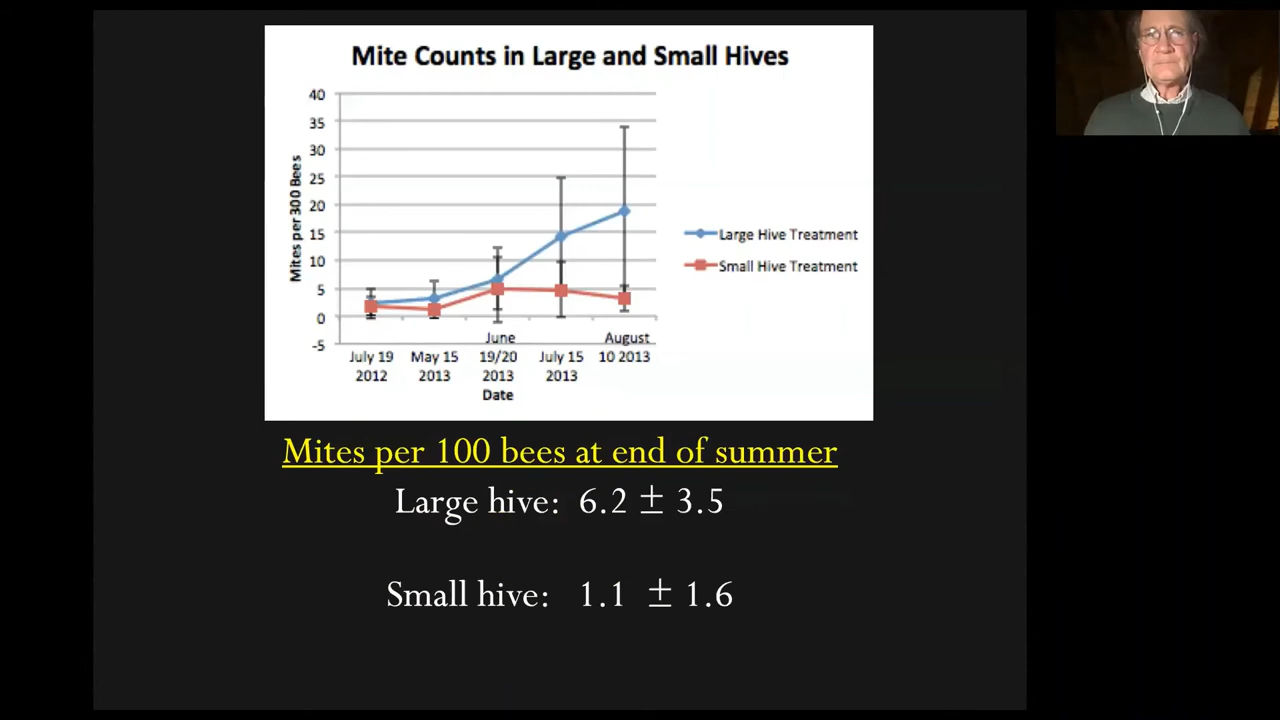 Mite Counts in Large and Small Hives
40
35
30
25
20
15
10
5
0
-5
Mites per 300 Bees
July 19
2012
May 15
2013
June
19/20
2013
July 15
2013
August
10 2013
Date
Large Hive Treatment
Small Hive Treatment
Mites per 100 bees at end of summer
Large hive: 6.2 ± 3.5
Small hive: 1.1 ± 1.6